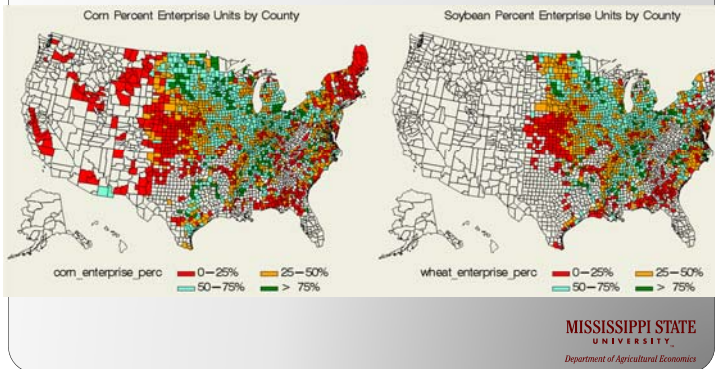 Corn Percent Enterprise Units by County
Soybean Percent Enterprise Units by County
corn_enterprise_perc 0–25% 25–50%
50–75% > 75%
wheat_enterprise_perc 0–25% 25–50%
50–75% > 75%
MISSISSIPPI STATE
UNIVERSITY™
Department of Agricultural Economics